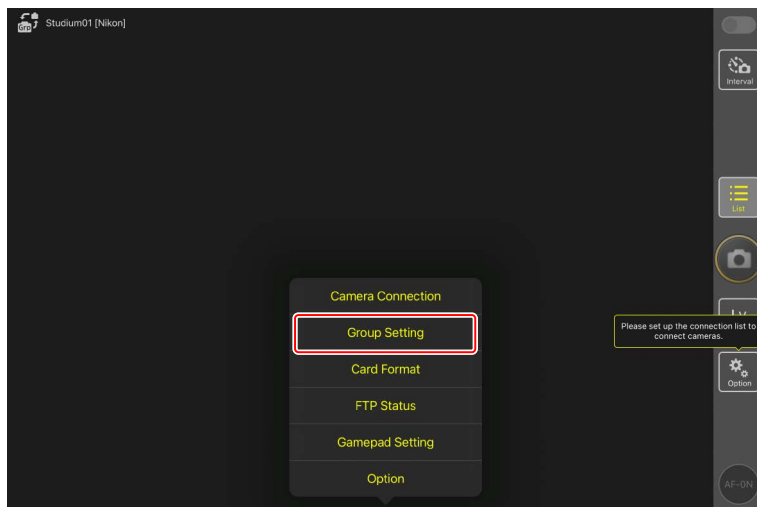 Grp
Studium01 [Nikon]
Interval
List
Camera Connection
Group Setting
Card Format
FTP Status
Gamepad Setting
Option
Please set up the connection list to
connect cameras.
Option
AF-ON